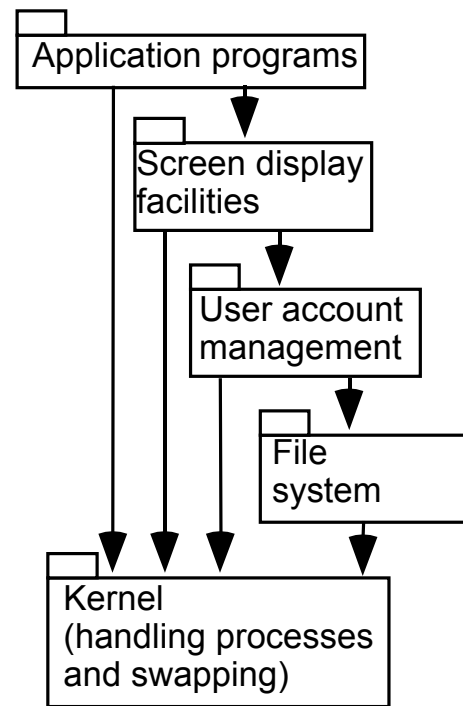 Application programs
Screen display
facilities
User account
management
File
system
Kernel
(handling processes
and swapping)